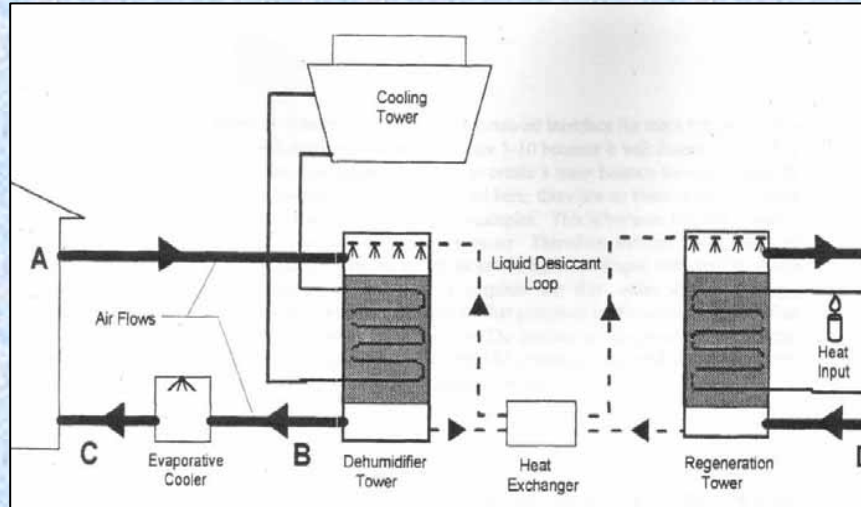 Cooling
Tower
A
Liquid Desiccant
Loop
Air Flows
Heat
Input
C
B
Evaporative
Cooler
Dehumidifier
Tower
Heat
Exchanger
Regeneration
Tower